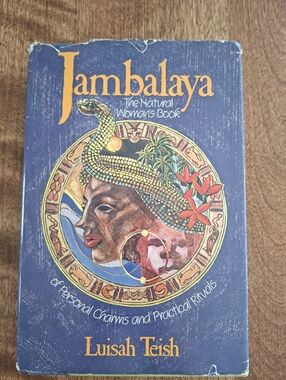 Jambalaya
The Natural
Woman's Book
of Personal Charms and Practical Rituals
Luisah Teish